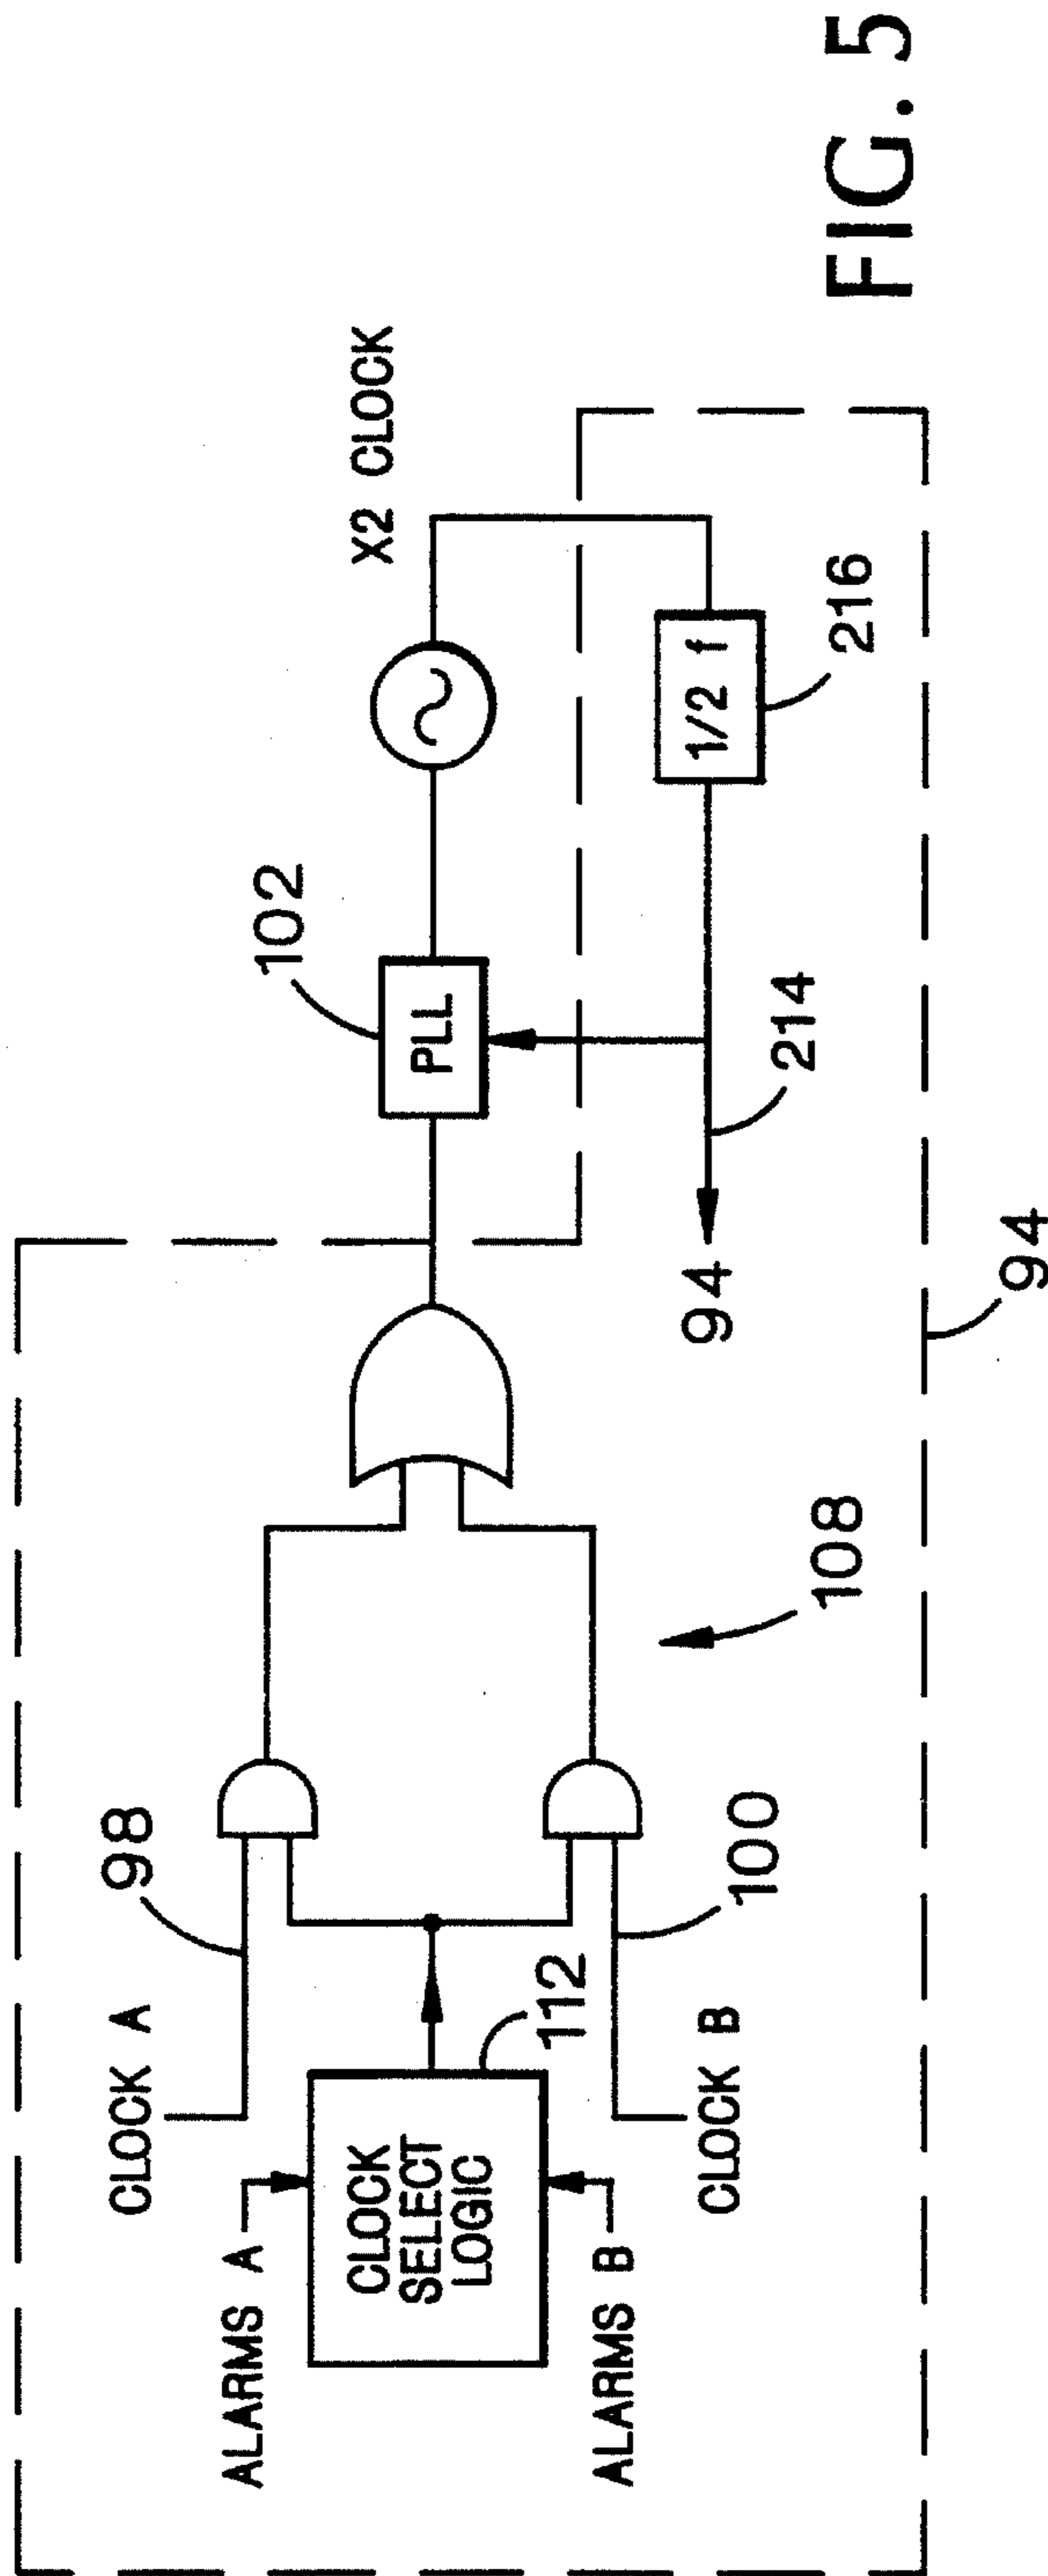 CLOCK A
98
ALARMS A
CLOCK
SELECT
LOGIC
112
ALARMS B
CLOCK B
100
108
102
PLL
X2 CLOCK
1/2 f
216
214
94
94
FIG. 5